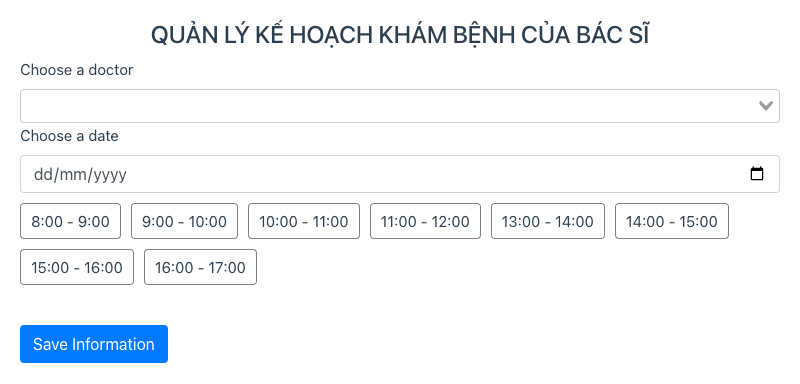 QUẢN LÝ KẾ HOẠCH KHÁM BỆNH CỦA BÁC SĨ
Choose a doctor
Choose a date
dd/mm/yyyy
8:00 - 9:00 9:00 - 10:00 10:00 - 11:00 11:00 - 12:00 13:00 - 14:00 14:00 - 15:00
15:00 - 16:00 16:00 - 17:00
Save Information